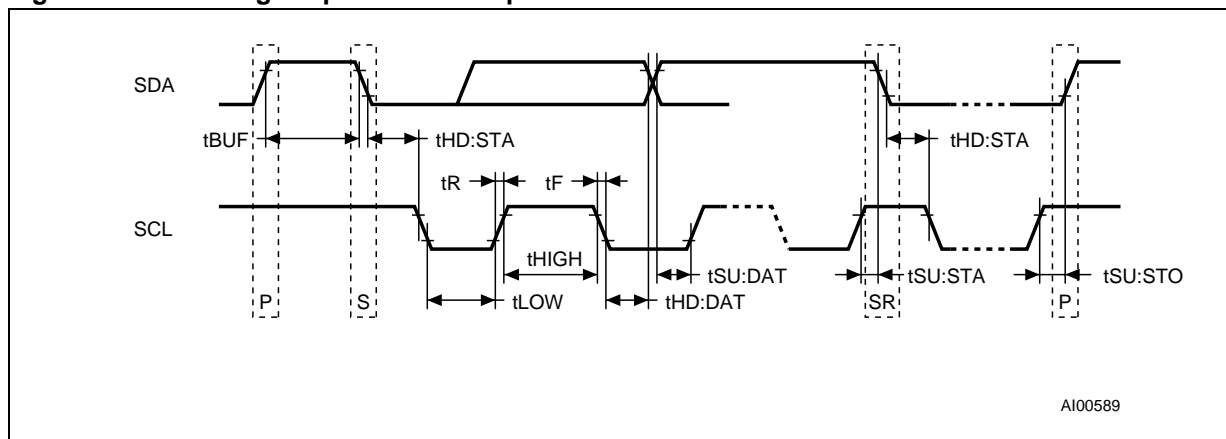 SDA
tBUF
tHD:STA
tHD:STA
tR
tF
SCL
tHIGH
tSU:DAT
tSU:STA
tSU:STO
P
S
tLOW
tHD:DAT
SR
P
AI00589